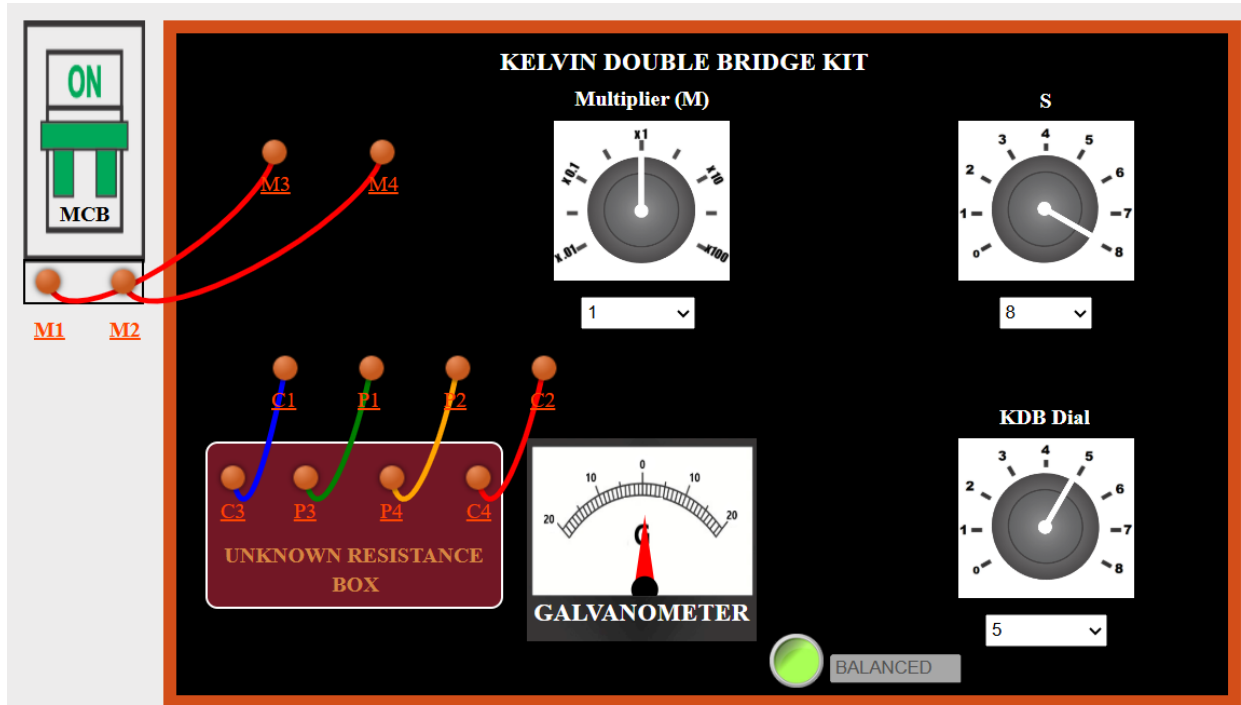 KELVIN DOUBLE BRIDGE KIT
ON
MCB
M1 M2
M3 M4
Multiplier (M)
x.01 x0.1 x1 x10 x100
1
S
0 1 2 3 4 5 6 7 8
8
C1 P1 P2 C2
C3 P3 P4 C4
UNKNOWN RESISTANCE
BOX
20 10 0 10 20
G
GALVANOMETER
KDB Dial
0 1 2 3 4 5 6 7 8
5
BALANCED